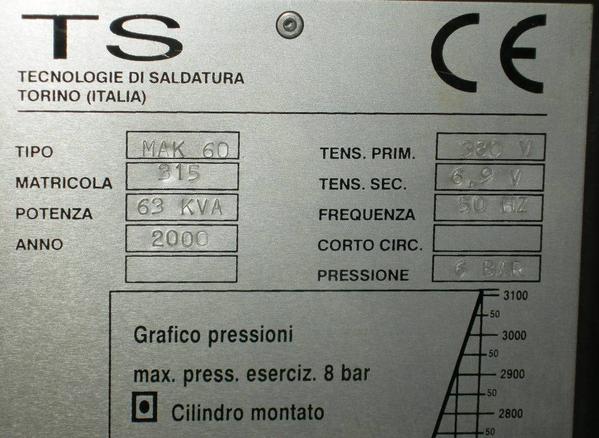 TS CE
TECNOLOGIE DI SALDATURA
TORINO (ITALIA)
TIPO MAK 60
MATRICOLA 315
POTENZA 63 KVA
ANNO 2000
TENS. PRIM. 380 V
TENS. SEC. 6,9 V
FREQUENZA 50 HZ
CORTO CIRC.
PRESSIONE 6 BAR
Grafico pressioni
max. press. eserciz. 8 bar
Cilindro montato
3100
50
3000
50
2900
50
2800
50